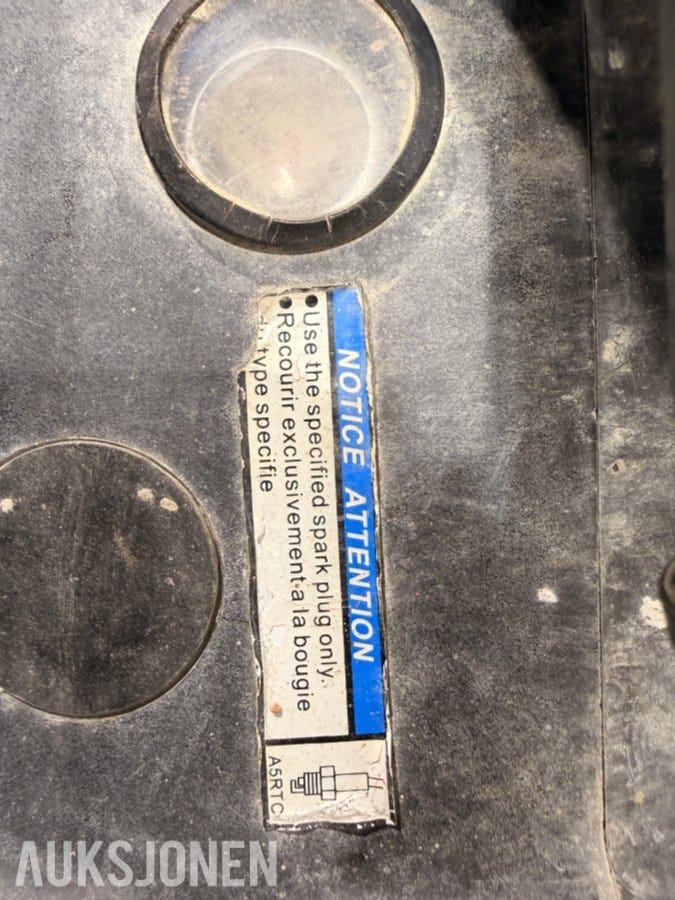 NOTICE ATTENTION
● Use the specified spark plug only.
● Recourir exclusivement a la bougie
type specifie
A5RTC
AUKSJONEN